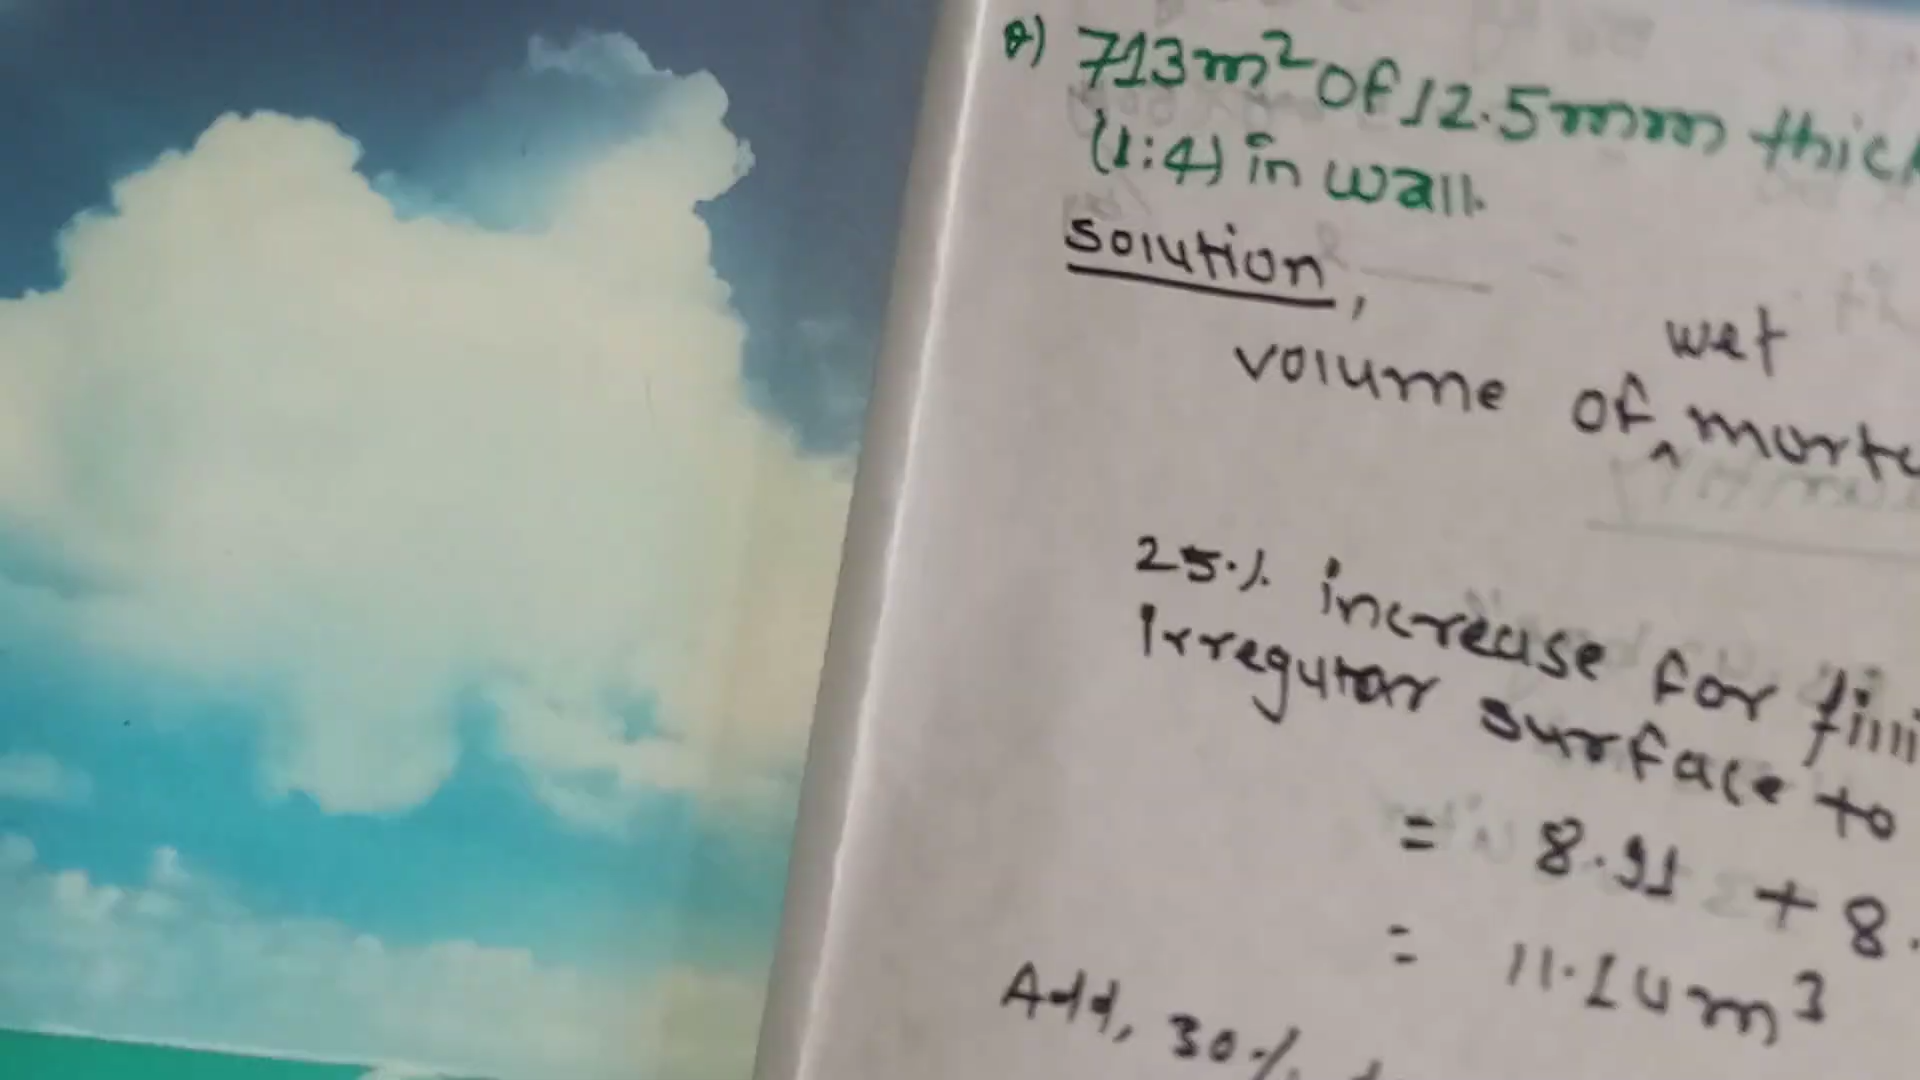 Q) 713m² of 12.5mm thick
(1:4) in wall.
Solution,
wet
volume of ^
25% increase for
irregular surface to
= 8.91 + 8.
= 11.14m³
Add, 30%